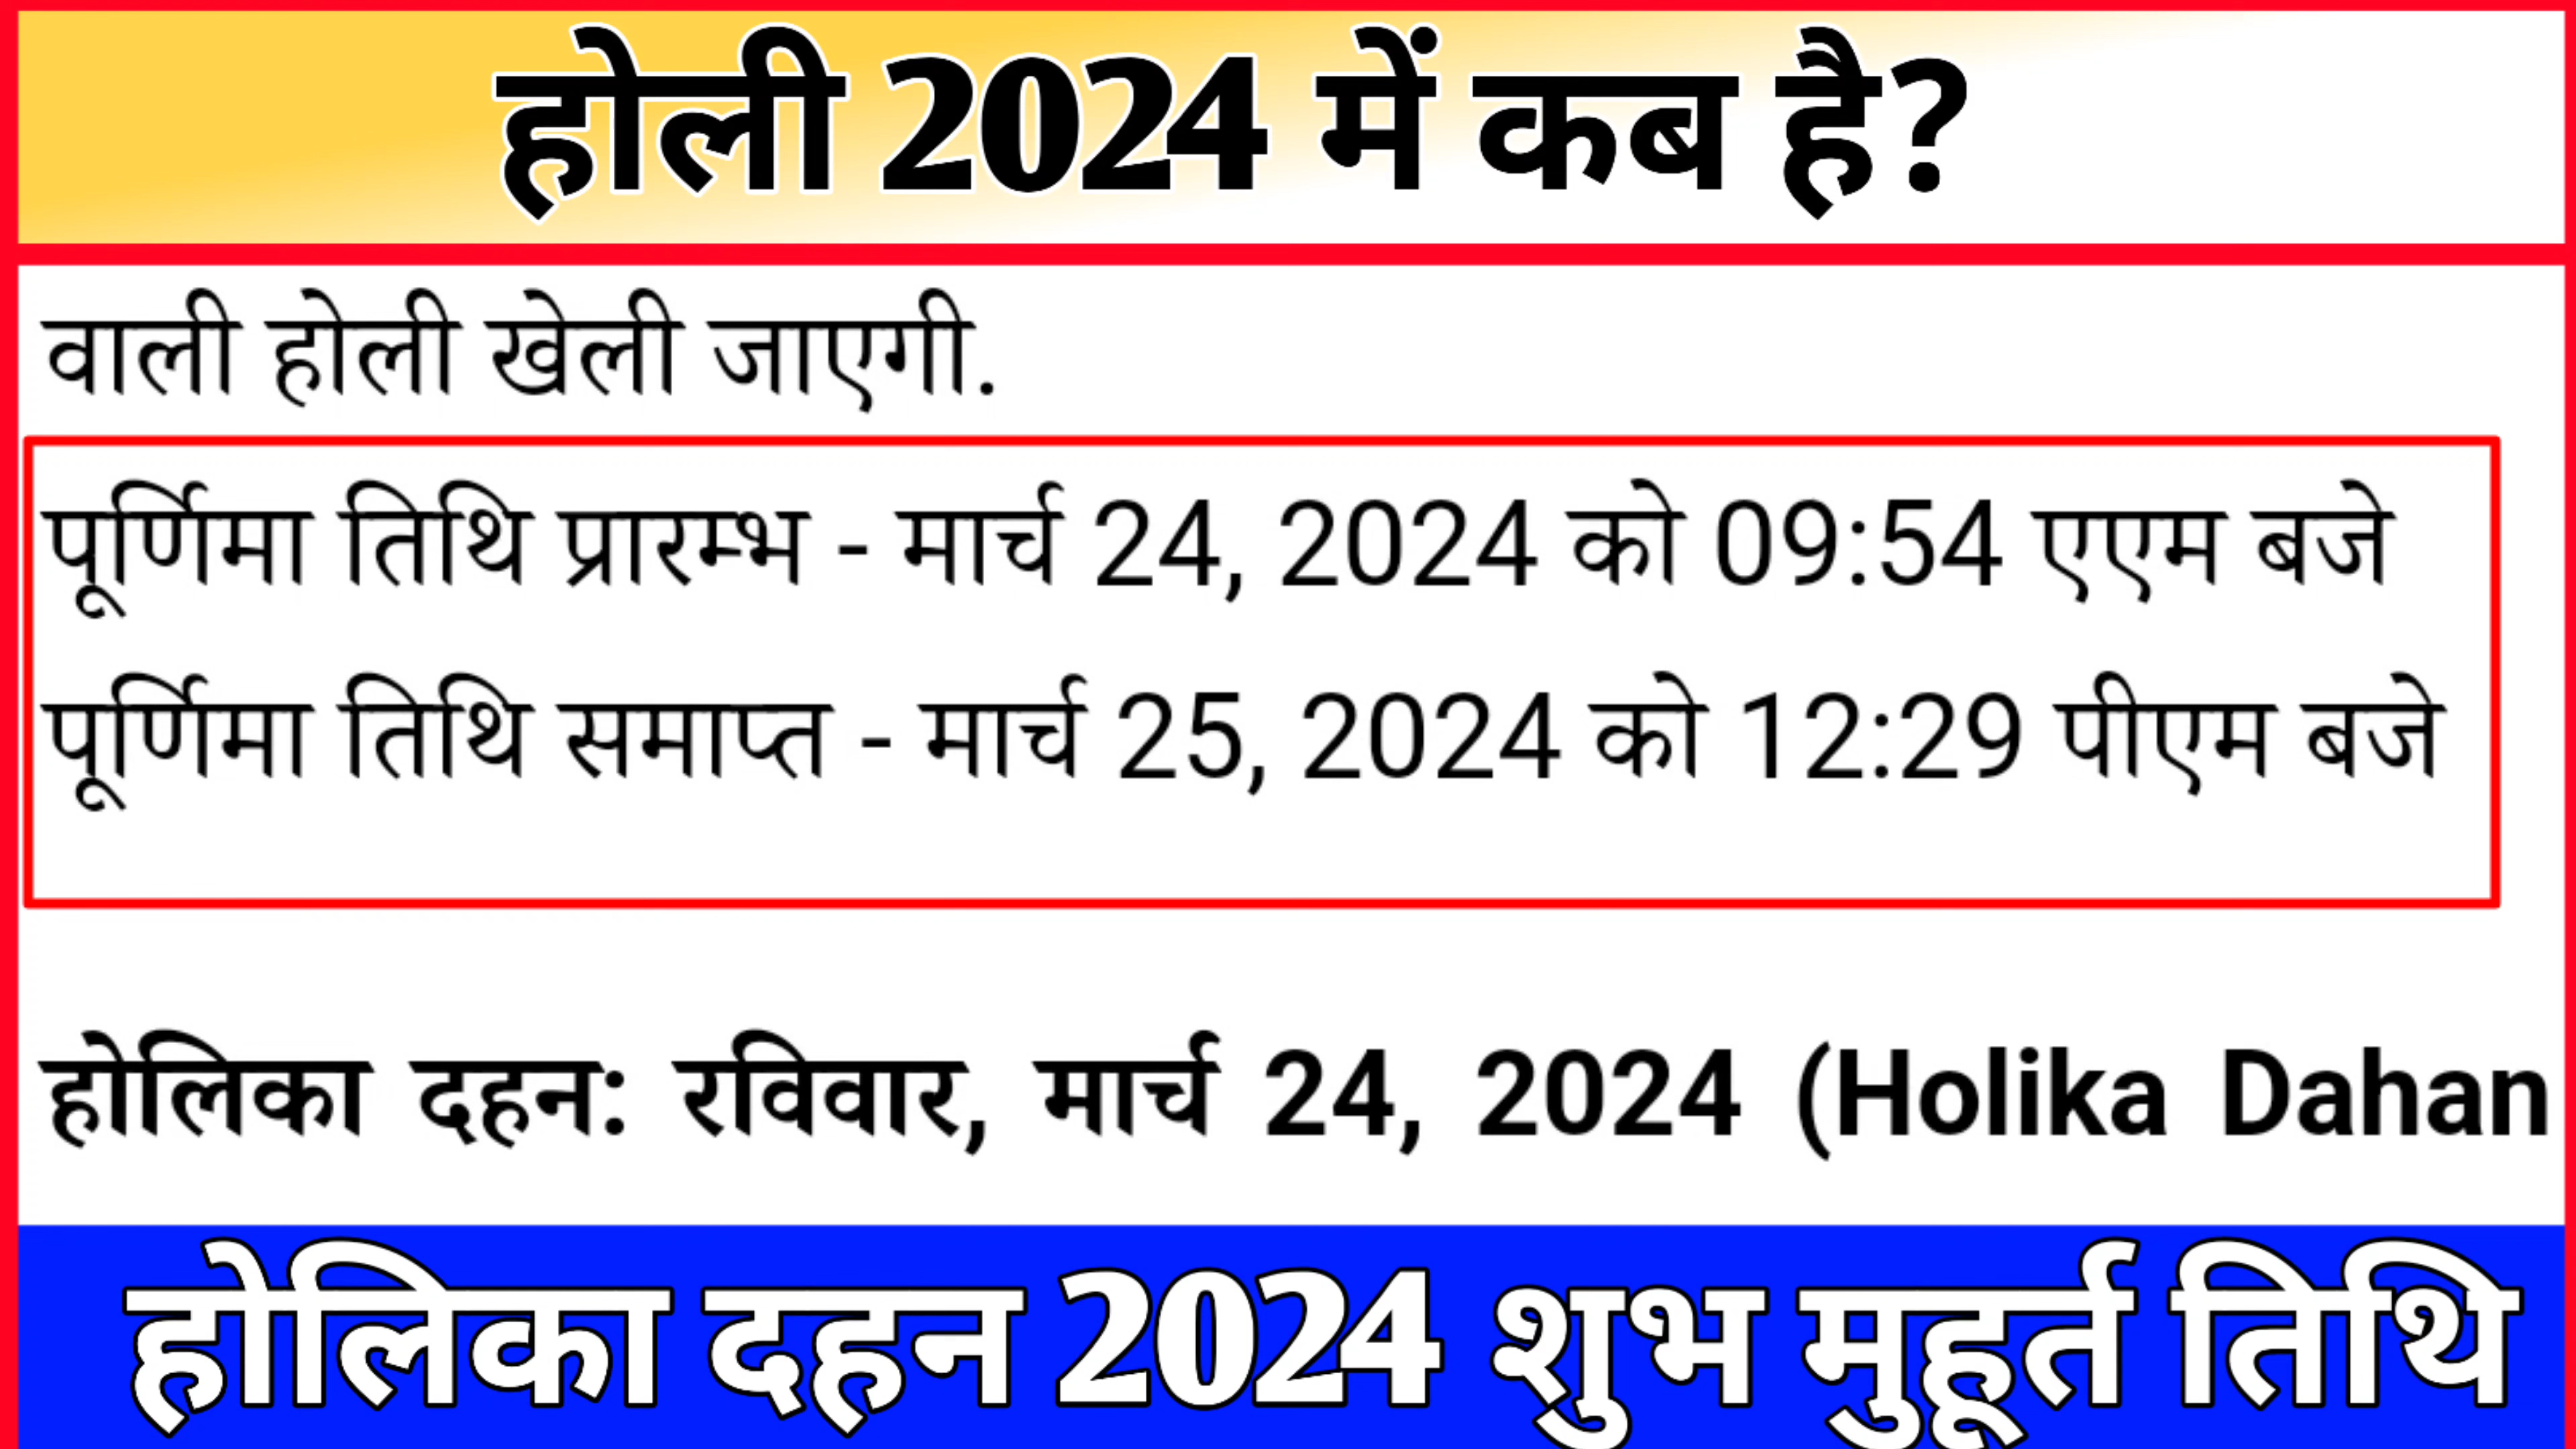 होली 2024 में कब है?
वाली होली खेली जाएगी.
पूर्णिमा तिथि प्रारम्भ - मार्च 24, 2024 को 09:54 एएम बजे
पूर्णिमा तिथि समाप्त - मार्च 25, 2024 को 12:29 पीएम बजे
होलिका दहन: रविवार, मार्च 24, 2024 (Holika Dahan
होलिका दहन 2024 शुभ मुहूर्त तिथि